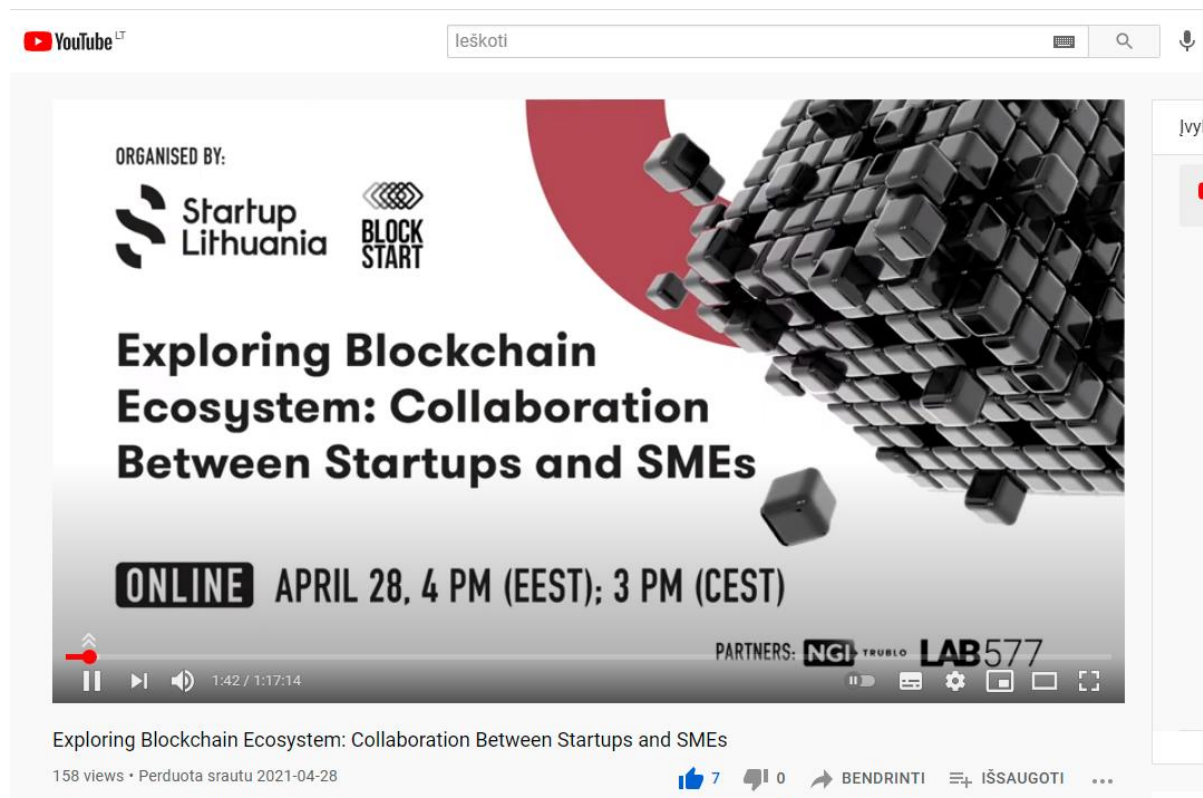 YouTube LT
Ieškoti
ORGANISED BY:
Startup
Lithuania
BLOCK
START
Exploring Blockchain
Ecosystem: Collaboration
Between Startups and SMEs
ONLINE APRIL 28, 4 PM (EEST); 3 PM (CEST)
PARTNERS: NGI TRUBLO LAB577
1:42 / 1:17:14
Exploring Blockchain Ecosystem: Collaboration Between Startups and SMEs
158 views • Perduota srautu 2021-04-28
7 0 BENDRINTI IŠSAUGOTI